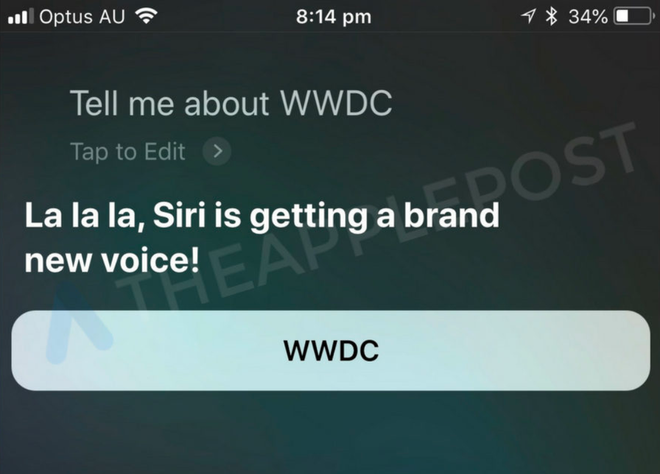 Optus AU 8:14 pm 34%
Tell me about WWDC
Tap to Edit
THEAPPLEPOST
La la la, Siri is getting a brand
new voice!
WWDC